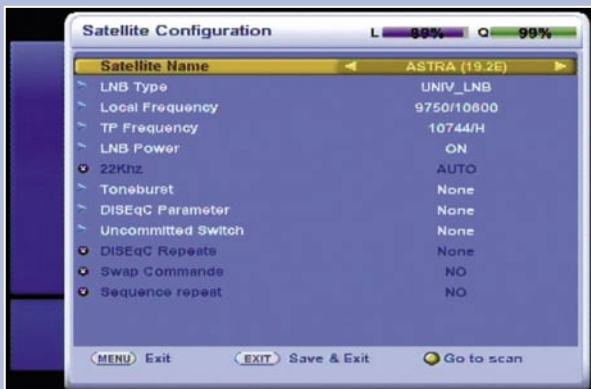 Satellite Configuration L 89% Q 99%
Satellite Name ASTRA (19.2E)
LNB Type UNIV_LNB
Local Frequency 9750/10600
TP Frequency 10744/H
LNB Power ON
22Khz AUTO
Toneburst None
DISEqC Parameter None
Uncommitted Switch None
DISEqC Repeats None
Swap Commands NO
Sequence repeat NO
MENU Exit EXIT Save & Exit Go to scan